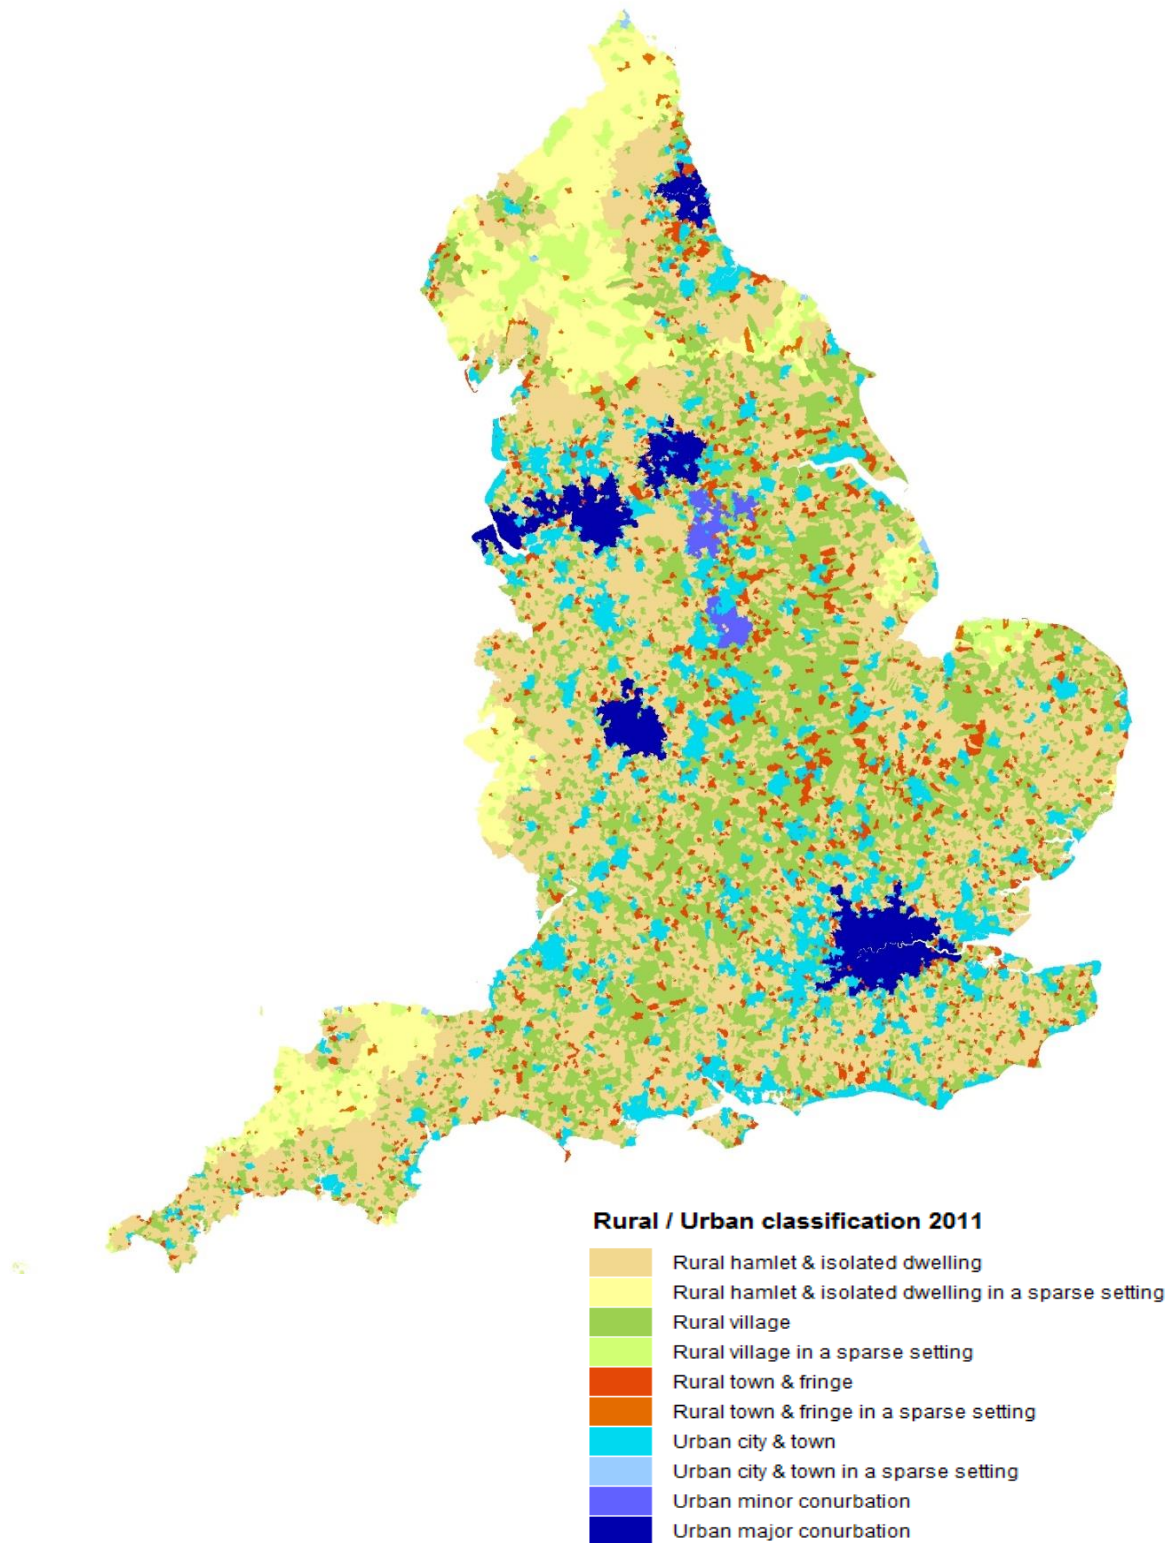 Rural / Urban classification 2011
Rural hamlet & isolated dwelling
Rural hamlet & isolated dwelling in a sparse setting
Rural village
Rural village in a sparse setting
Rural town & fringe
Rural town & fringe in a sparse setting
Urban city & town
Urban city & town in a sparse setting
Urban minor conurbation
Urban major conurbation